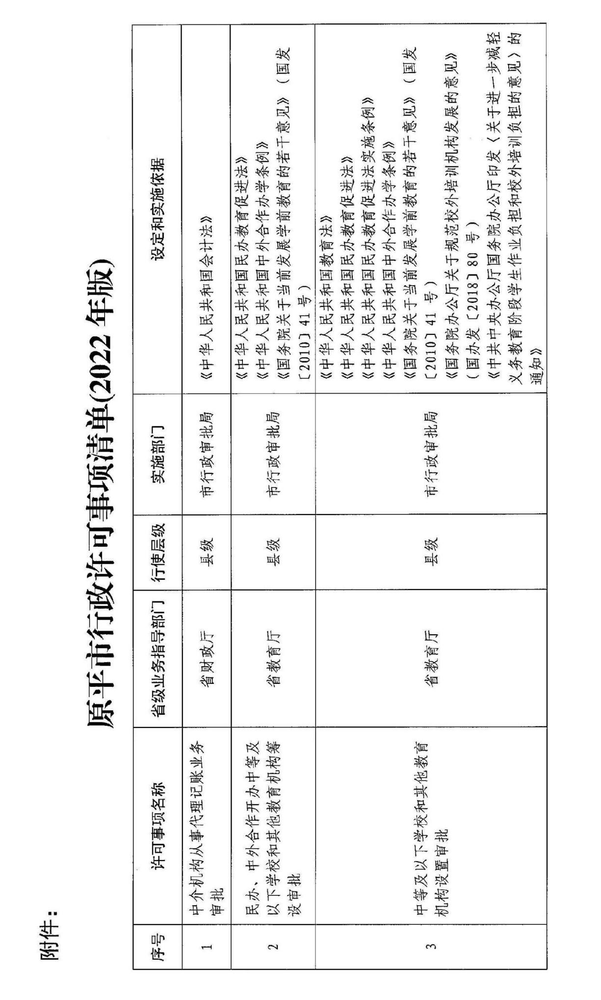 附件：
原平市行政许可事项清单(2022年版)
序号
许可事项名称
省级业务指导部门
行使层级
实施部门
设定和实施依据
1
中介机构从事代理记账业务
审批
省财政厅
县级
市行政审批局
《中华人民共和国会计法》
2
民办、中外合作开办中等及
以下学校和其他教育机构筹
设审批
省教育厅
县级
市行政审批局
《中华人民共和国民办教育促进法》
《中华人民共和国中外合作办学条例》
《国务院关于当前发展学前教育的若干意见》（国发
〔2010〕41号）
3
中等及以下学校和其他教育
机构设置审批
省教育厅
县级
市行政审批局
《中华人民共和国教育法》
《中华人民共和国民办教育促进法》
《中华人民共和国民办教育促进法实施条例》
《中华人民共和国中外合作办学条例》
《国务院关于当前发展学前教育的若干意见》（国发
〔2010〕41 号）
《国务院办公厅关于规范校外培训机构发展的意见》
（国办发〔2018〕80 号）
《中共中央办公厅国务院办公厅印发〈关于进一步减轻
义务教育阶段学生作业负担和校外培训负担的意见〉的
通知》